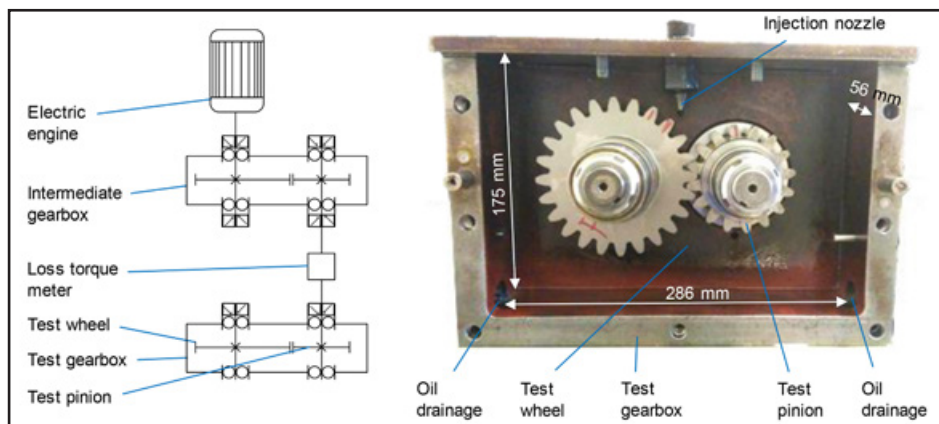 Electric
engine
Intermediate
gearbox
Loss torque
meter
Test wheel
Test gearbox
Test pinion
Injection nozzle
56 mm
175 mm
286 mm
Oil
drainage
Test
wheel
Test
gearbox
Test
pinion
Oil
drainage